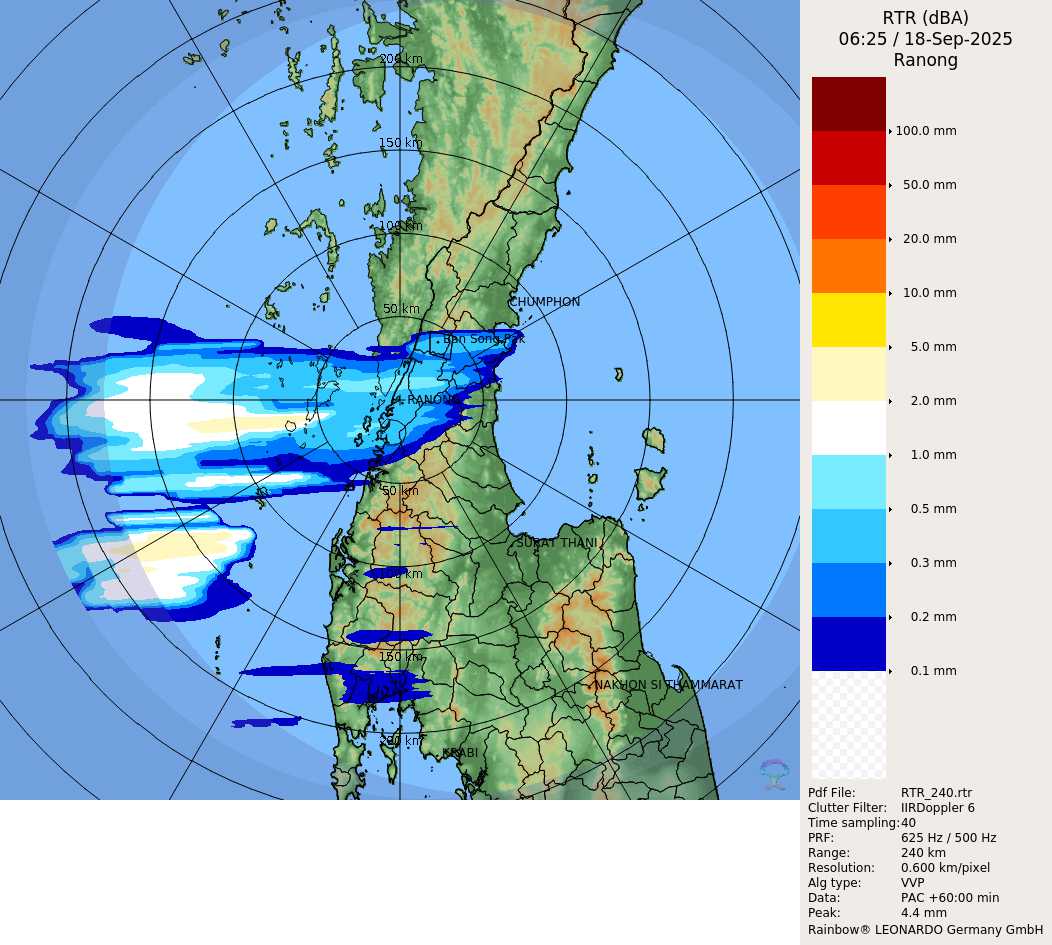 RTR (dBA)
06:25 / 18-Sep-2025
Ranong
200 km
150 km
100 km
50 km
CHUMPHON
Ban Song Pak
RANONG
50 km
SURAT THANI
150 km
NAKHON SI THAMMARAT
200 km
KRABI
100.0 mm
50.0 mm
20.0 mm
10.0 mm
5.0 mm
2.0 mm
1.0 mm
0.5 mm
0.3 mm
0.2 mm
0.1 mm
Pdf File: RTR_240.rtr
Clutter Filter: IIRDoppler 6
Time sampling: 40
PRF: 625 Hz / 500 Hz
Range: 240 km
Resolution: 0.600 km/pixel
Alg type: VVP
Data: PAC +60:00 min
Peak: 4.4 mm
Rainbow® LEONARDO Germany GmbH